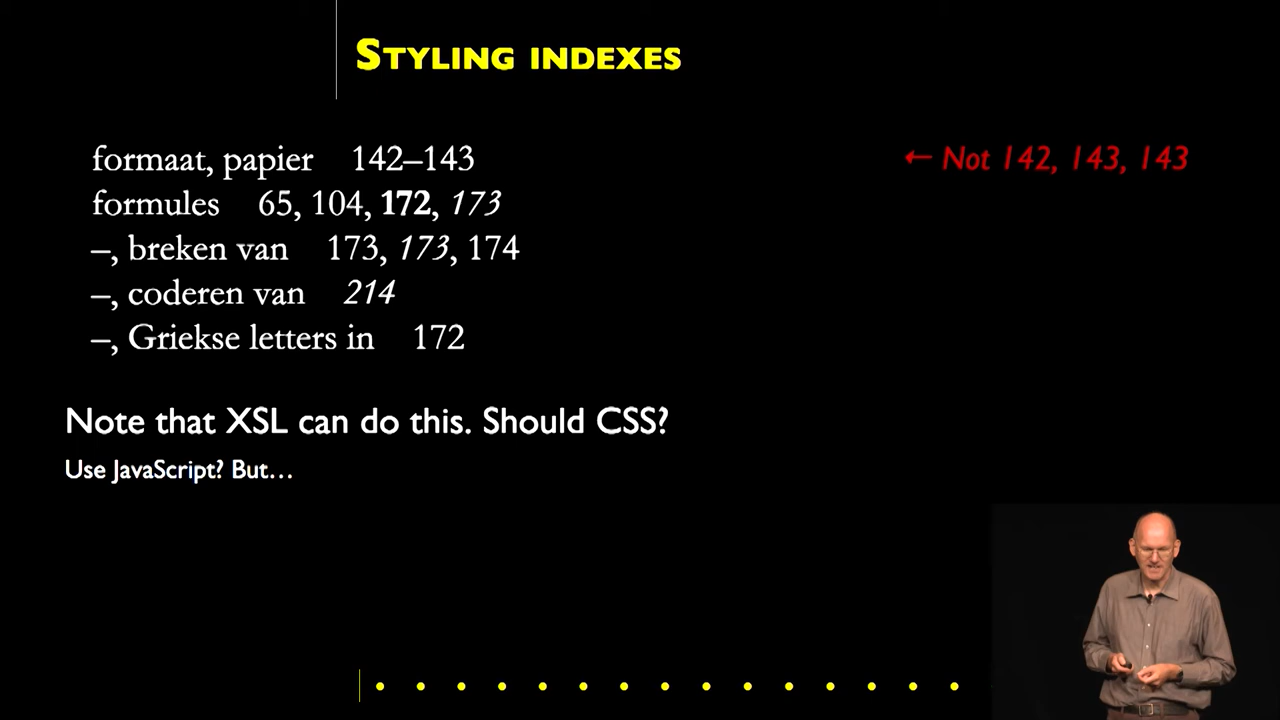 STYLING INDEXES
formaat, papier 142–143 ← Not 142, 143, 143
formules 65, 104, 172, 173
–, breken van 173, 173, 174
–, coderen van 214
–, Griekse letters in 172
Note that XSL can do this. Should CSS?
Use JavaScript? But…